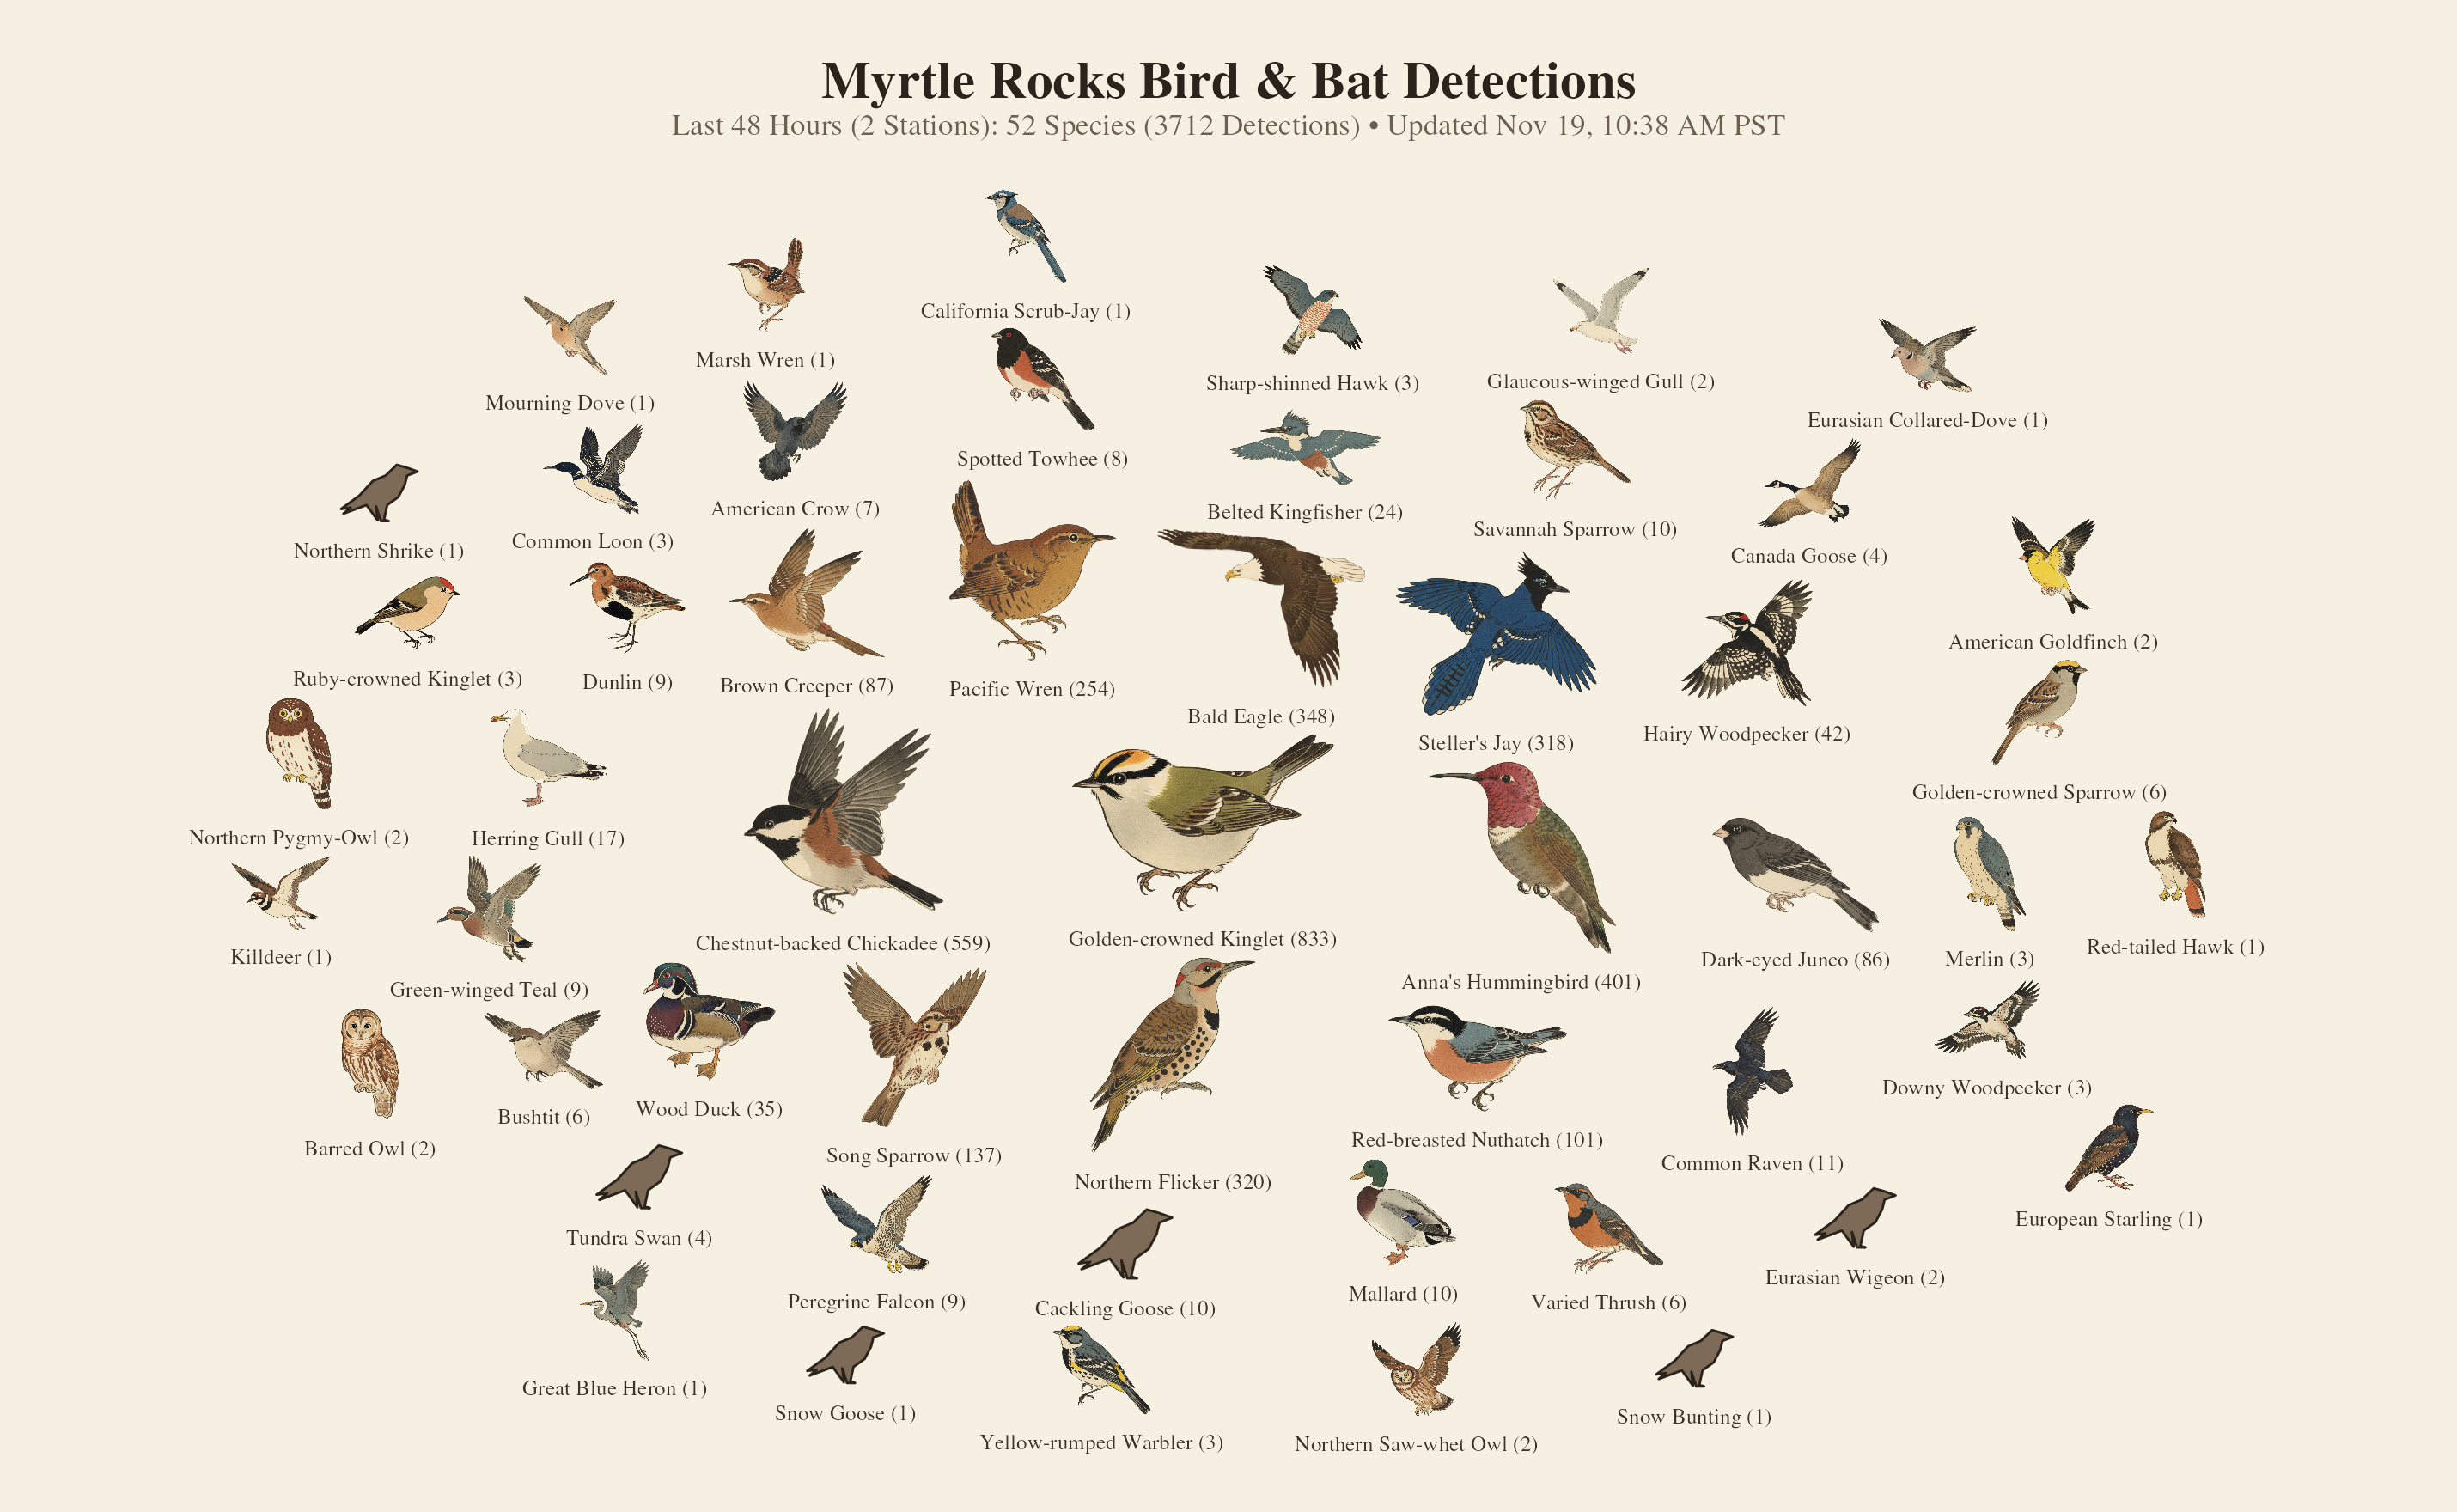 Myrtle Rocks Bird & Bat Detections
Last 48 Hours (2 Stations): 52 Species (3712 Detections) • Updated Nov 19, 10:38 AM PST
California Scrub-Jay (1)
Marsh Wren (1)
Sharp-shinned Hawk (3)
Glaucous-winged Gull (2)
Mourning Dove (1)
Eurasian Collared-Dove (1)
Spotted Towhee (8)
American Crow (7)
Belted Kingfisher (24)
Savannah Sparrow (10)
Common Loon (3)
Northern Shrike (1)
Canada Goose (4)
American Goldfinch (2)
Ruby-crowned Kinglet (3)
Dunlin (9)
Brown Creeper (87)
Pacific Wren (254)
Bald Eagle (348)
Steller's Jay (318)
Hairy Woodpecker (42)
Golden-crowned Sparrow (6)
Northern Pygmy-Owl (2)
Herring Gull (17)
Chestnut-backed Chickadee (559)
Golden-crowned Kinglet (833)
Anna's Hummingbird (401)
Dark-eyed Junco (86)
Merlin (3)
Red-tailed Hawk (1)
Killdeer (1)
Green-winged Teal (9)
Downy Woodpecker (3)
Barred Owl (2)
Bushtit (6)
Wood Duck (35)
Song Sparrow (137)
Northern Flicker (320)
Red-breasted Nuthatch (101)
Common Raven (11)
European Starling (1)
Tundra Swan (4)
Peregrine Falcon (9)
Cackling Goose (10)
Mallard (10)
Varied Thrush (6)
Eurasian Wigeon (2)
Great Blue Heron (1)
Snow Goose (1)
Yellow-rumped Warbler (3)
Northern Saw-whet Owl (2)
Snow Bunting (1)